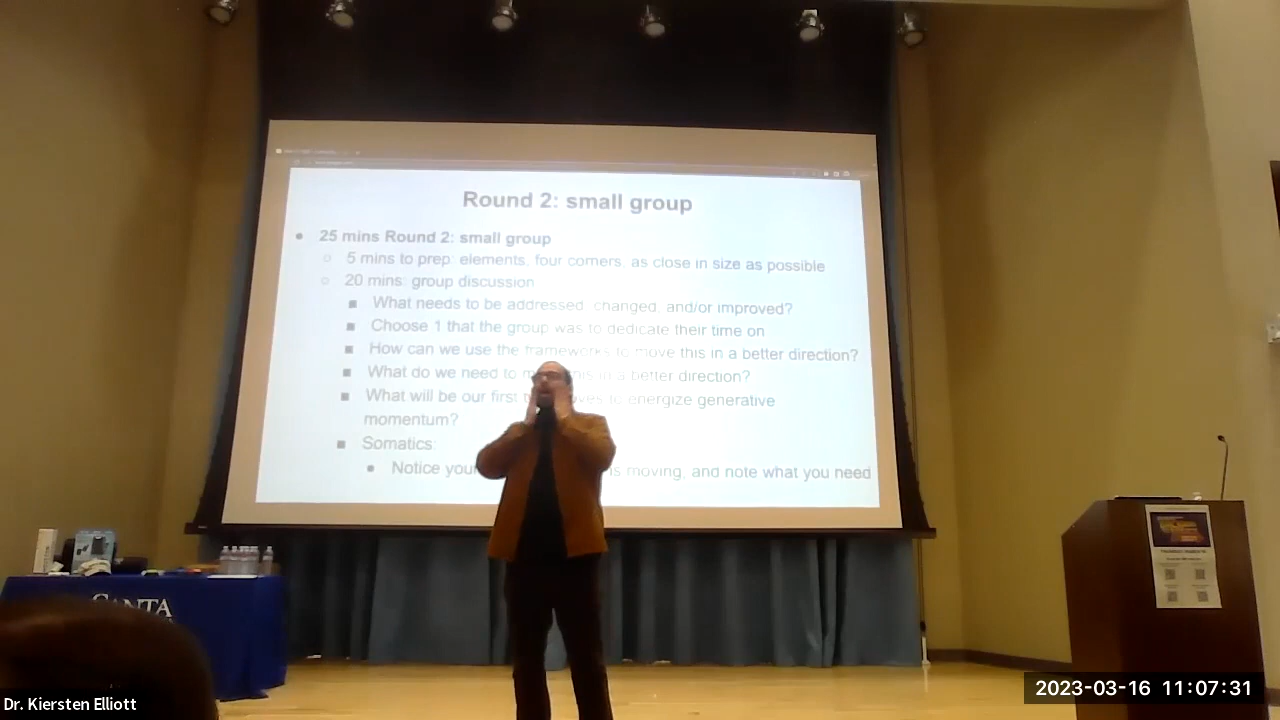 Round 2: small group
25 mins Round 2: small group
5 mins to prep: elements, four corners, as close in size as possible
20 mins: group discussion
What needs to be addressed, changed, and/or improved?
Choose 1 that the group was to dedicate their time on
How can we use the frameworks to move this in a better direction?
What do we need to this in a better direction?
What will be our first to energize generative
momentum?
Somatics:
Notice your is moving, and note what you need
SANTA
Dr. Kiersten Elliott
2023-03-16 11:07:31